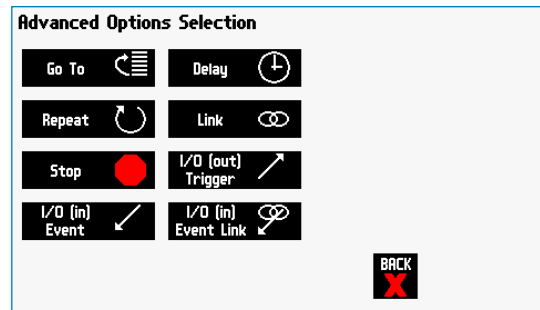 Advanced Options Selection
Go To
Delay
Repeat
Link
Stop
I/O (out)
Trigger
I/O (in)
Event
I/O (in)
Event Link
BACK